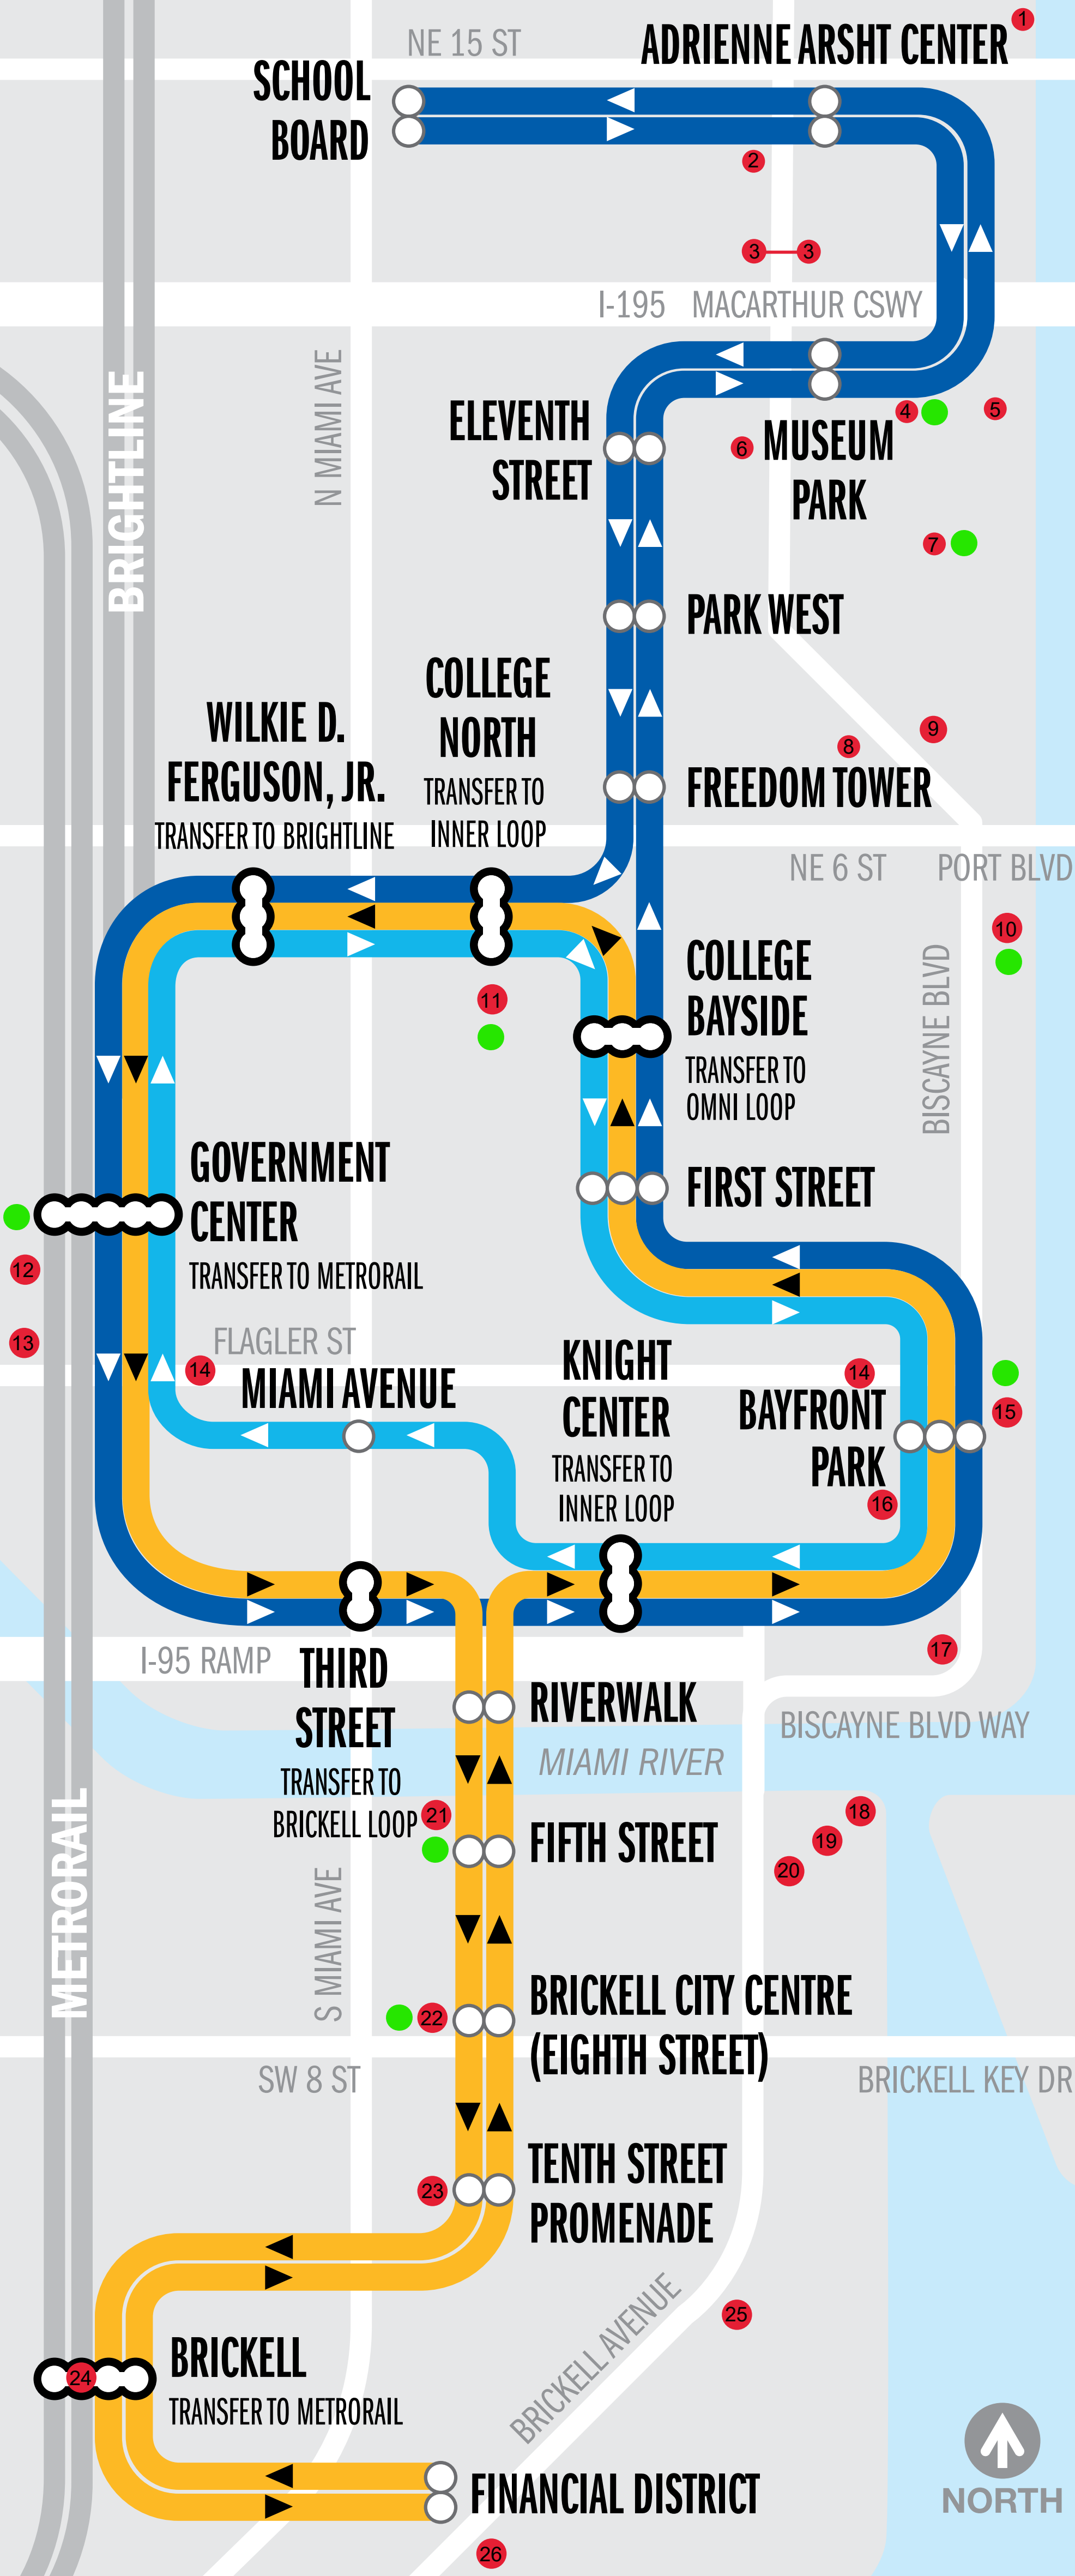 1
NE 15 ST
ADRIENNE ARSHT CENTER
SCHOOL
BOARD
2
3
3
I-195
MACARTHUR CSWY
N MIAMI AVE
BRIGHTLINE
ELEVENTH
STREET
4
5
6
MUSEUM
PARK
7
PARK WEST
COLLEGE
NORTH
TRANSFER TO
INNER LOOP
WILKIE D.
FERGUSON, JR.
TRANSFER TO BRIGHTLINE
8
9
FREEDOM TOWER
NE 6 ST
PORT BLVD
10
BISCAYNE BLVD
11
COLLEGE
BAYSIDE
TRANSFER TO
OMNI LOOP
GOVERNMENT
CENTER
TRANSFER TO METRORAIL
FIRST STREET
12
13
FLAGLER ST
14
MIAMI AVENUE
KNIGHT
CENTER
TRANSFER TO
INNER LOOP
14
BAYFRONT
PARK
15
16
I-95 RAMP
THIRD
STREET
TRANSFER TO
BRICKELL LOOP
17
RIVERWALK
BISCAYNE BLVD WAY
MIAMI RIVER
METRORAIL
21
FIFTH STREET
18
19
20
S MIAMI AVE
22
BRICKELL CITY CENTRE
(EIGHTH STREET)
SW 8 ST
BRICKELL KEY DR
23
TENTH STREET
PROMENADE
BRICKELL AVENUE
25
24
BRICKELL
TRANSFER TO METRORAIL
FINANCIAL DISTRICT
NORTH
26